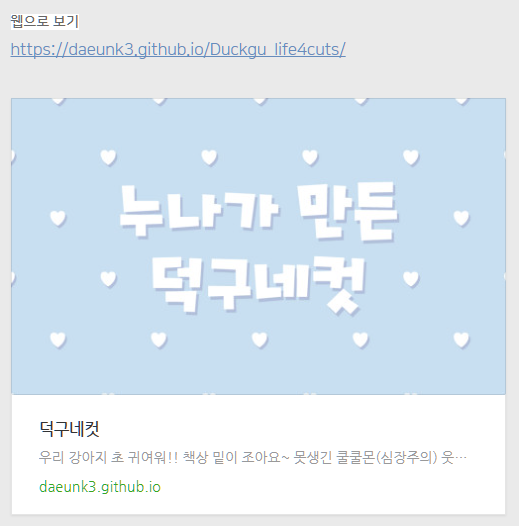 웹으로 보기
https://daeunk3.github.io/Duckgu_life4cuts/
누나가 만든
덕구네컷
덕구네컷
우리 강아지 초 귀여워!! 책상 밑이 조아요~ 못생긴 쿨쿨몬(심장주의) 웃···
daeunk3.github.io